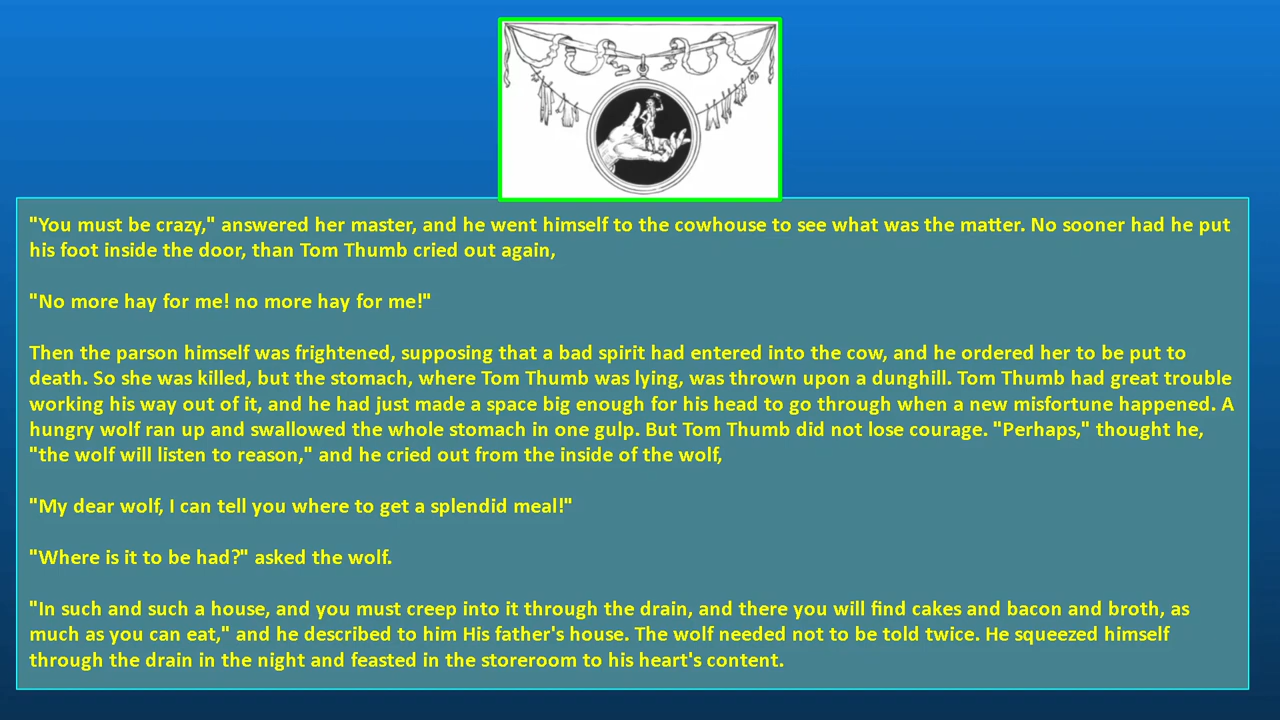 "You must be crazy," answered her master, and he went himself to the cowhouse to see what was the matter. No sooner had he put
his foot inside the door, than Tom Thumb cried out again,
"No more hay for me! no more hay for me!"
Then the parson himself was frightened, supposing that a bad spirit had entered into the cow, and he ordered her to be put to
death. So she was killed, but the stomach, where Tom Thumb was lying, was thrown upon a dunghill. Tom Thumb had great trouble
working his way out of it, and he had just made a space big enough for his head to go through when a new misfortune happened. A
hungry wolf ran up and swallowed the whole stomach in one gulp. But Tom Thumb did not lose courage. "Perhaps," thought he,
"the wolf will listen to reason," and he cried out from the inside of the wolf,
"My dear wolf, I can tell you where to get a splendid meal!"
"Where is it to be had?" asked the wolf.
"In such and such a house, and you must creep into it through the drain, and there you will find cakes and bacon and broth, as
much as you can eat," and he described to him His father's house. The wolf needed not to be told twice. He squeezed himself
through the drain in the night and feasted in the storeroom to his heart's content.